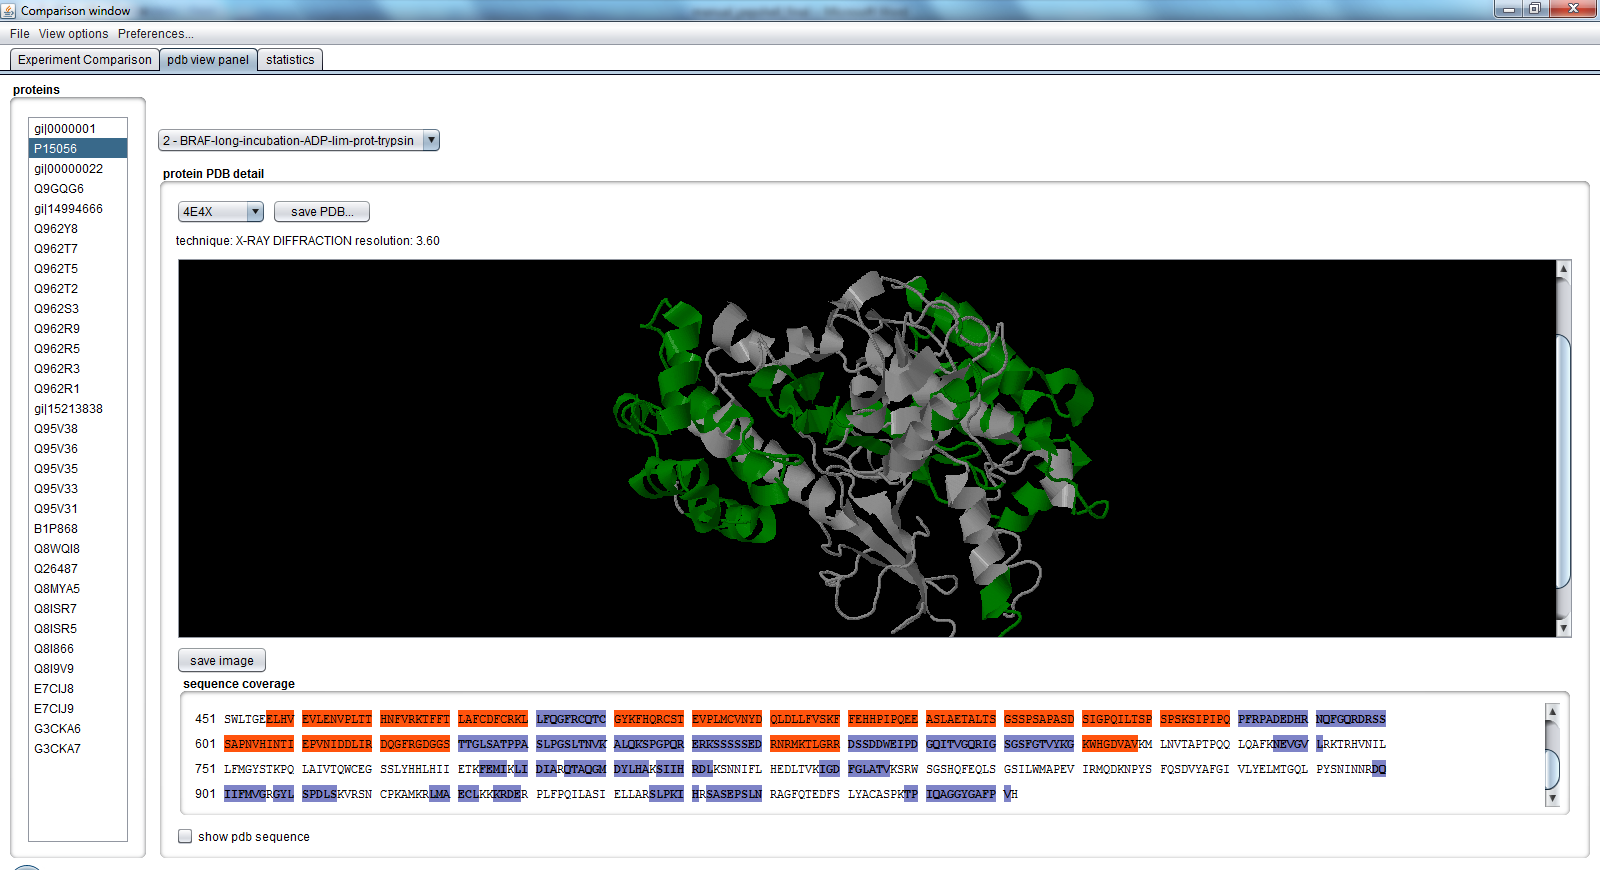 Comparison window
File View options Preferences...
Experiment Comparison pdb view panel statistics
proteins
gi|0000001
P15056
gi|00000022
Q9GQG6
gi|14994666
Q962Y8
Q962T7
Q962T5
Q962T2
Q962S3
Q962R9
Q962R5
Q962R3
Q962R1
gi|15213838
Q95V38
Q95V36
Q95V35
Q95V33
Q95V31
B1P868
Q8WQI8
Q26487
Q8MYA5
Q8ISR7
Q8ISR5
Q8I866
Q8I9V9
E7CIJ8
E7CIJ9
G3CKA6
G3CKA7
2 - BRAF-long-incubation-ADP-lim-prot-trypsin
protein PDB detail
4E4X save PDB...
technique: X-RAY DIFFRACTION resolution: 3.60
save image
sequence coverage
451 SWLTGEELHV EVLENVPLTT HNFVRKTFFT LAFCDFCRKL LFQGFRCQTC GYKFHQRCST EVPLMCVNYD QLDLLFVSKF FEHHPIPQEE ASLAETALTS GSSPSAPASD SIGPQILTSP SPSKSIPIPQ PFRPADEDHR NQFGQRDRSS
601 SAPNVHINTI EPVNIDDLIR DQGFRGDGGS TTGLSATPPA SLPGSLTNVK ALQKSPGPQR ERKSSSSSED RNRMKTLGRR DSSDDWEIPD GQITVGQRIG SGSFGTVYKG KWHGDVAVKM LNVTAPTPQQ LQAFKNEVGV LRKTRHVNIL
751 LFMGYSTKPQ LAIVTQWCEG SSLYHHLHII ETKFEMIKLI DIARQTAQGM DYLHAKSIIH RDLKSNNIFL HEDLTVKIGD FGLATVKSRW SGSHQFEQLS GSILWMAPEV IRMQDKNPYS FQSDVYAFGI VLYELMTGQL PYSNINNRDQ
901 IIFMVGRGYL SPDLSKVRSN CPKAMKRLMA ECLKKKRDER PLFPQILASI ELLARSLPKI HRSASEPSLN RAGFQTEDFS LYACASPKTP IQAGGYGAFP VH
show pdb sequence